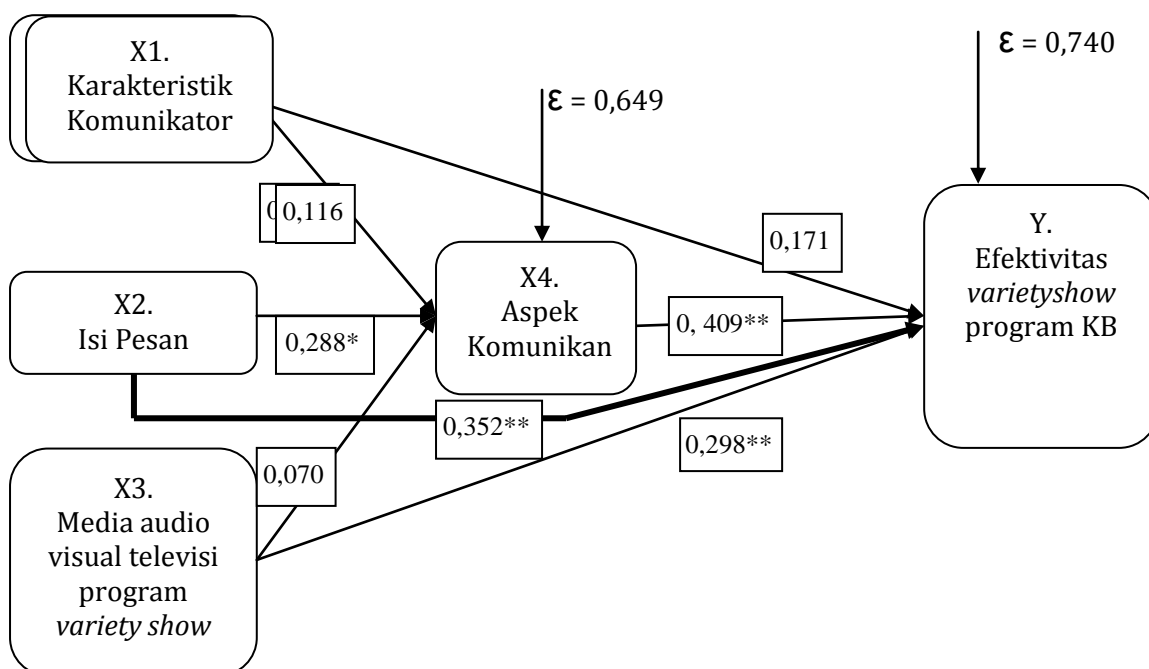 X1.
Karakteristik
Komunikator
ε = 0,649
ε = 0,740
0,116
0,171
X2.
Isi Pesan
0,288*
X4.
Aspek
Komunikan
0, 409**
Y.
Efektivitas
varietyshow
program KB
0,352**
0,298**
0,070
X3.
Media audio
visual televisi
program
variety show